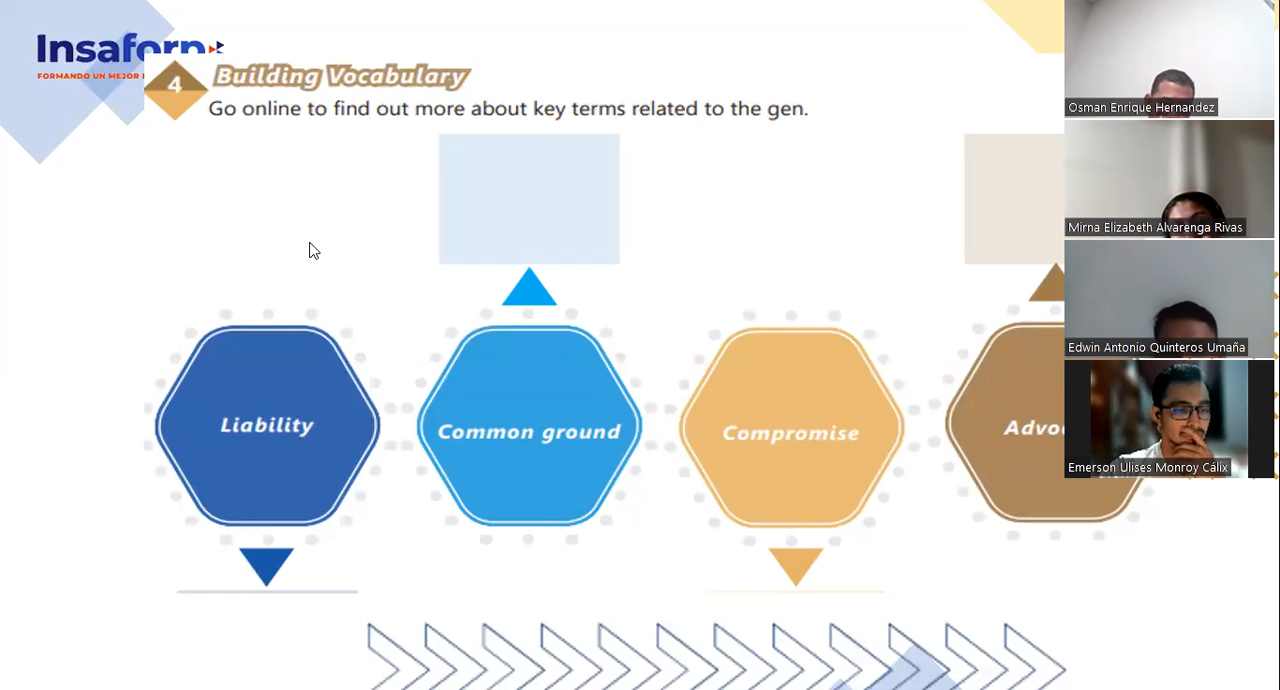 Insaforp
FORMANDO UN MEJOR
4
Building Vocabulary
Go online to find out more about key terms related to the gen.
Liability
Common ground
Compromise
Osman Enrique Hernandez
Mirna Elizabeth Alvarenga Rivas
Edwin Antonio Quinteros Umaña
Emerson Ulises Monroy Cálix